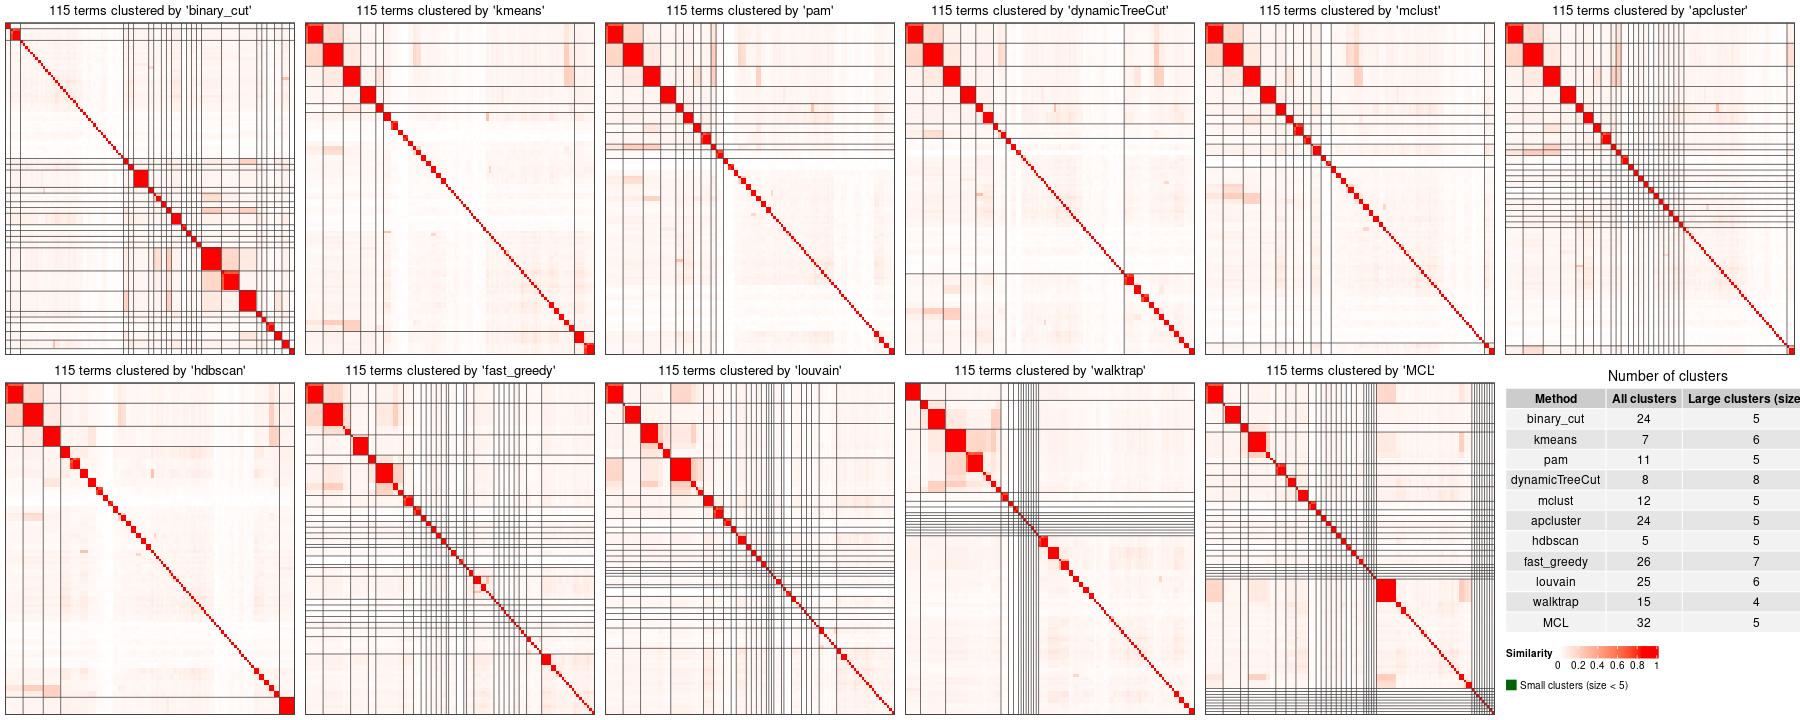 115 terms clustered by 'binary_cut'
115 terms clustered by 'kmeans'
115 terms clustered by 'pam'
115 terms clustered by 'dynamicTreeCut'
115 terms clustered by 'mclust'
115 terms clustered by 'apcluster'
115 terms clustered by 'hdbscan'
115 terms clustered by 'fast_greedy'
115 terms clustered by 'louvain'
115 terms clustered by 'walktrap'
115 terms clustered by 'MCL'
Number of clusters
Method All clusters Large clusters (size
binary_cut 24 5
kmeans 7 6
pam 11 5
dynamicTreeCut 8 8
mclust 12 5
apcluster 24 5
hdbscan 5 5
fast_greedy 26 7
louvain 25 6
walktrap 15 4
MCL 32 5
Similarity
0 0.2 0.4 0.6 0.8 1
Small clusters (size < 5)